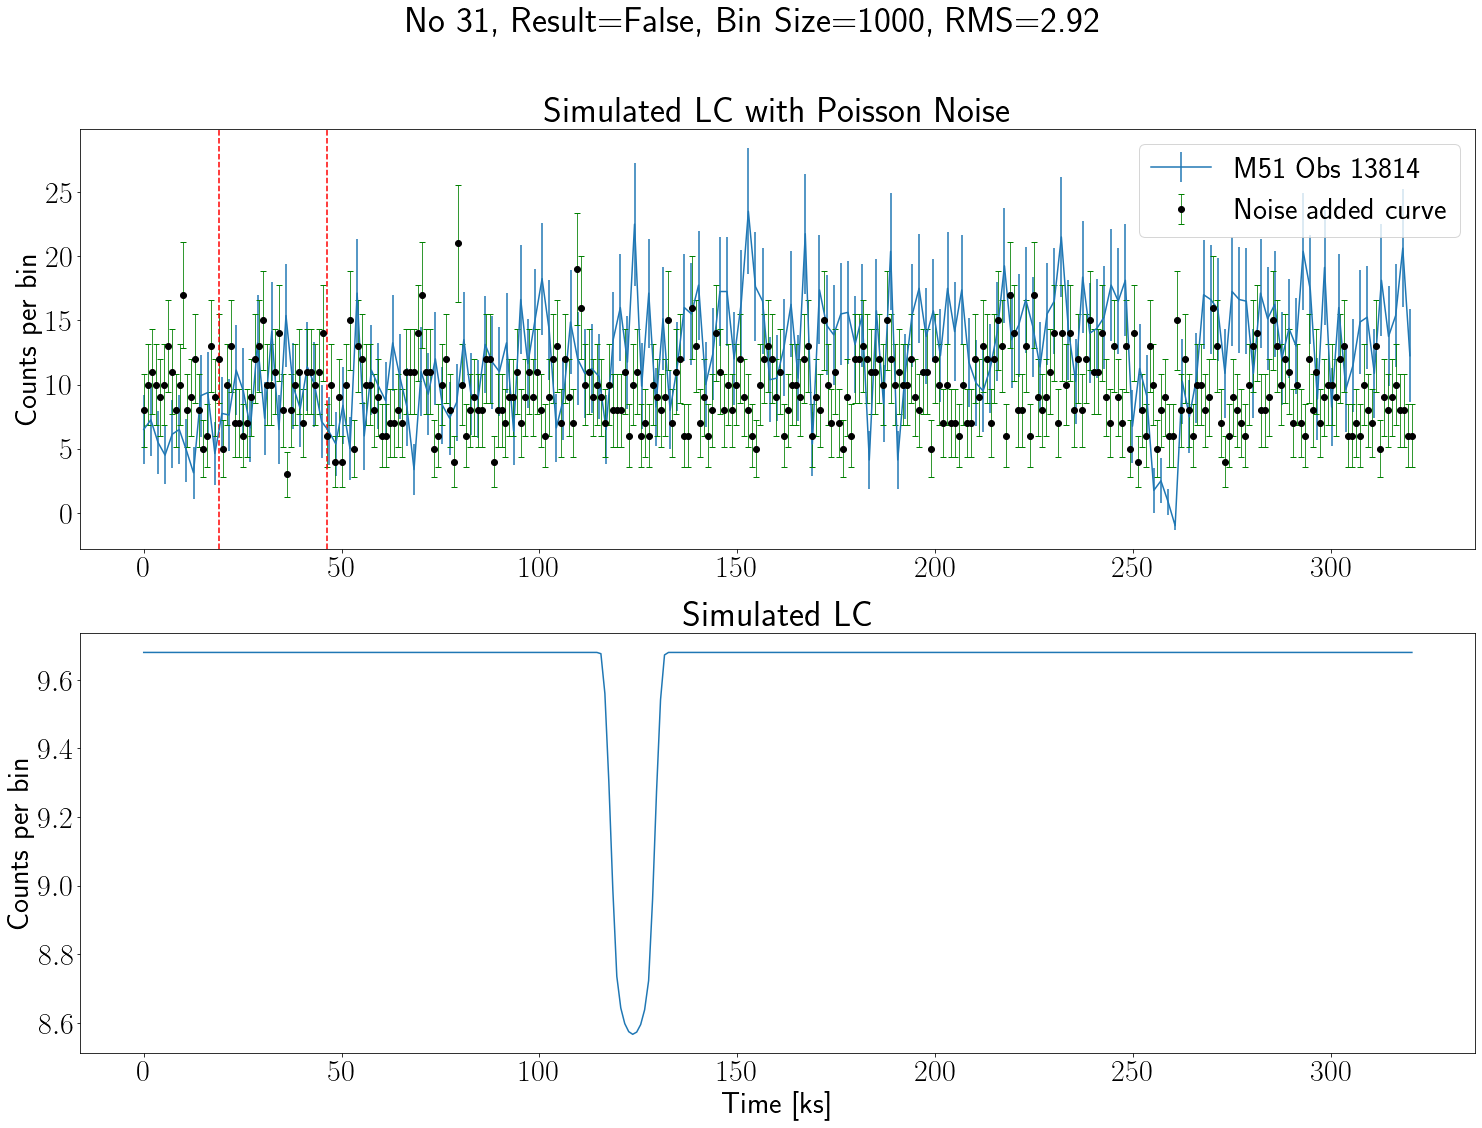 No 31, Result=False, Bin Size=1000, RMS=2.92
Simulated LC with Poisson Noise
Counts per bin
25
20
15
10
5
0
M51 Obs 13814
Noise added curve
0 50 100 150 200 250 300
Simulated LC
Counts per bin
9.6
9.4
9.2
9.0
8.8
8.6
0 50 100 150 200 250 300
Time [ks]